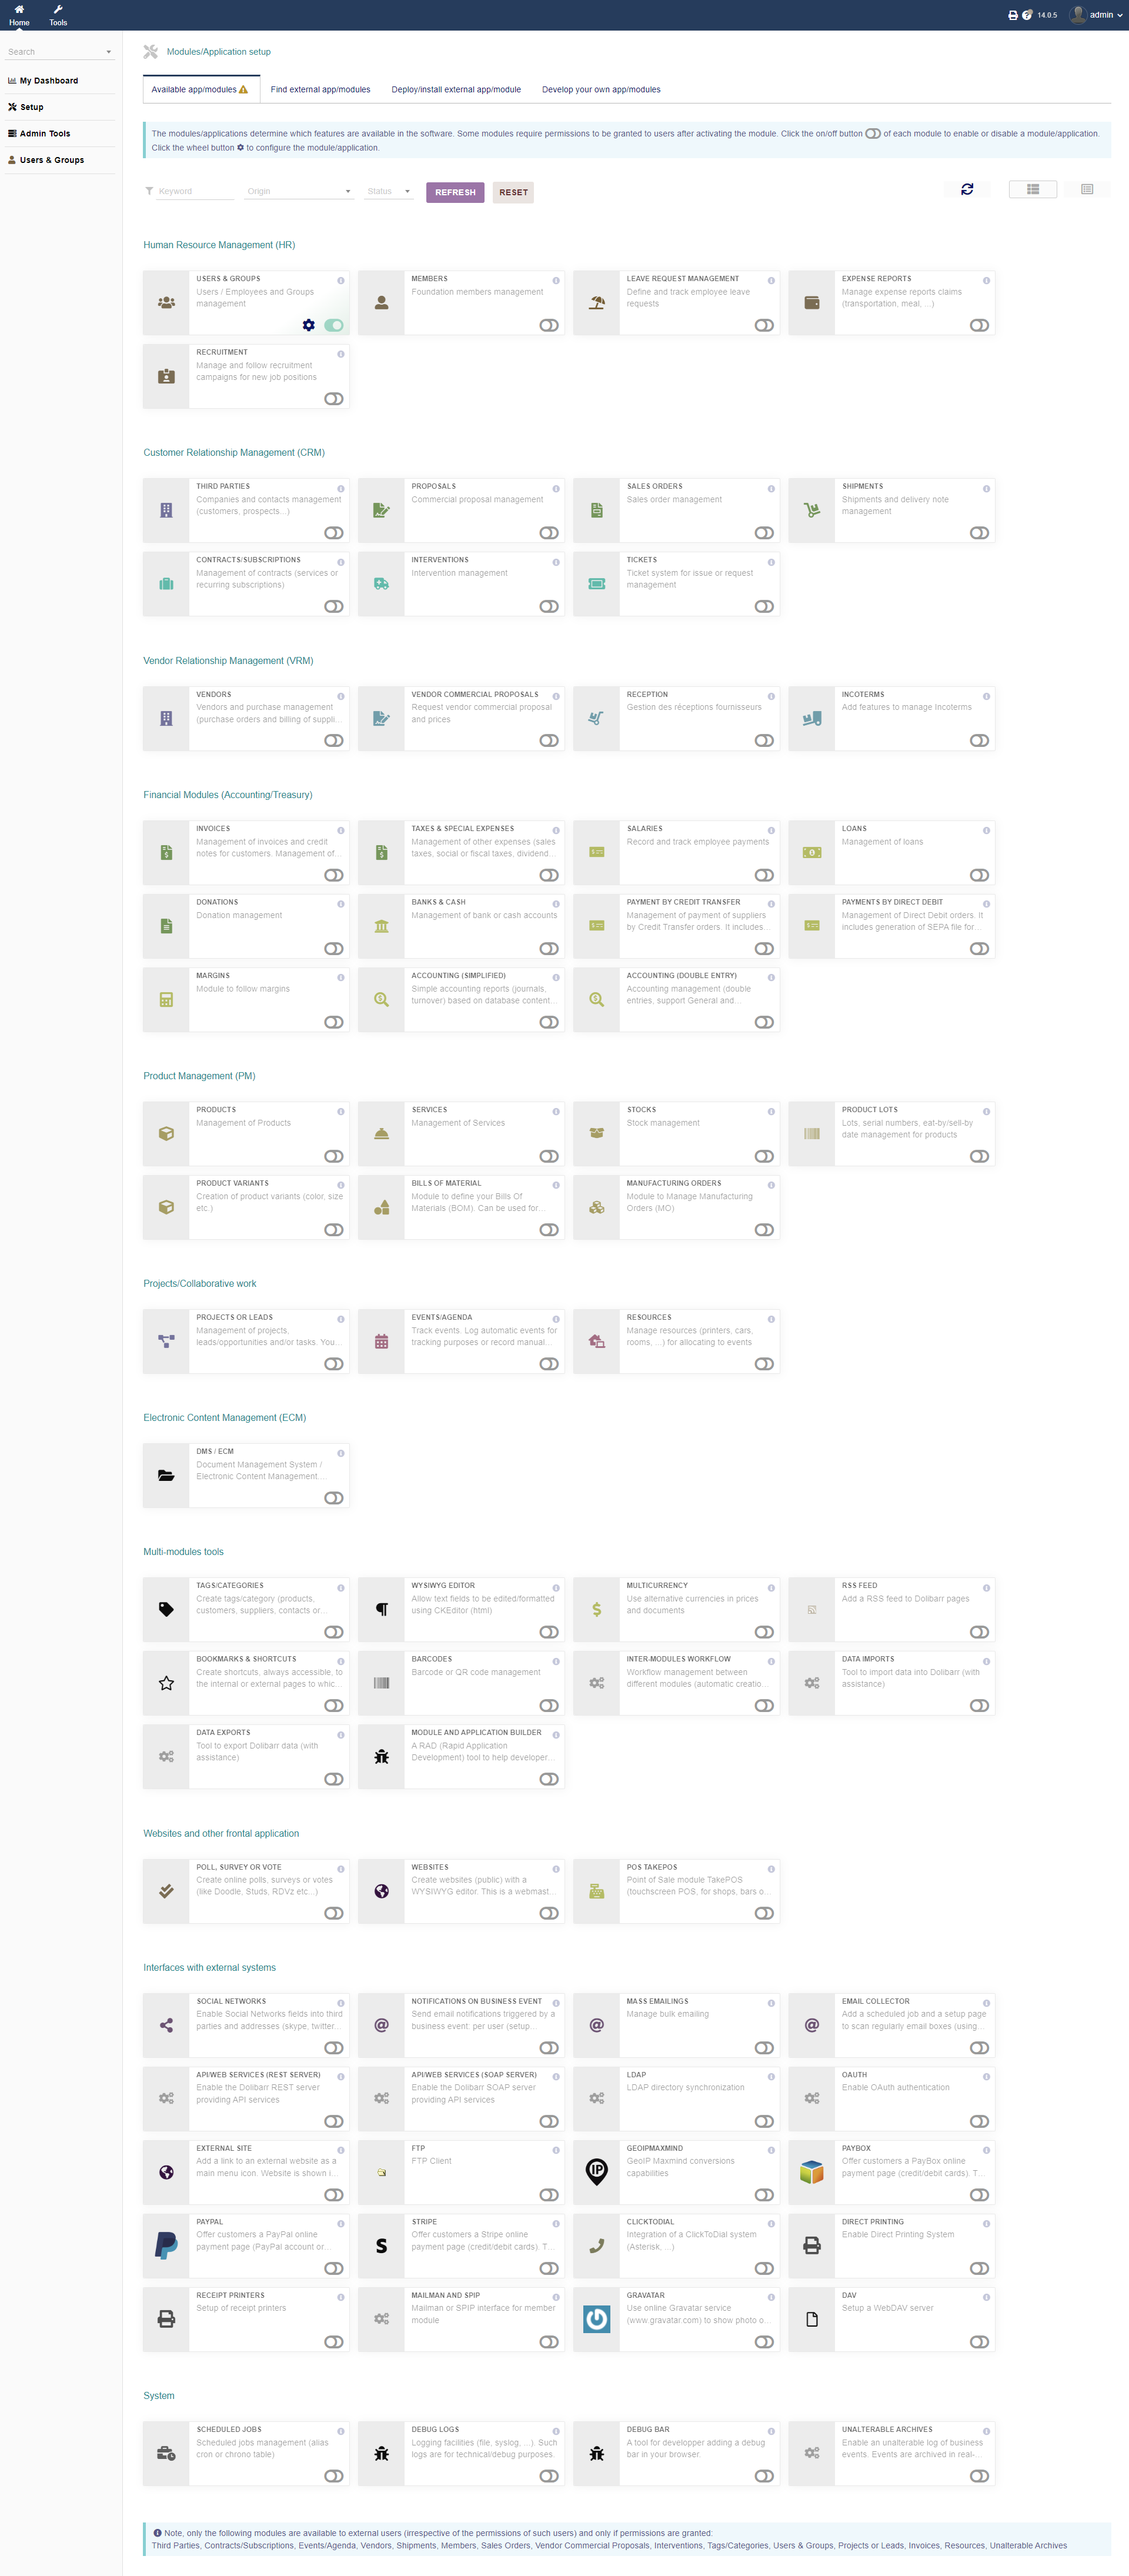 Home
Tools
14.0.5
admin
Search
My Dashboard
Setup
Admin Tools
Users & Groups
Modules/Application setup
Available app/modules
Find external app/modules
Deploy/install external app/module
Develop your own app/modules
The modules/applications determine which features are available in the software. Some modules require permissions to be granted to users after activating the module. Click the on/off button of each module to enable or disable a module/application.
Click the wheel button to configure the module/application.
Keyword
Origin
Status
REFRESH
RESET
Human Resource Management (HR)
USERS & GROUPS
Users / Employees and Groups
management
MEMBERS
Foundation members management
LEAVE REQUEST MANAGEMENT
Define and track employee leave
requests
EXPENSE REPORTS
Manage expense reports claims
(transportation, meal, ...)
RECRUITMENT
Manage and follow recruitment
campaigns for new job positions
Customer Relationship Management (CRM)
THIRD PARTIES
Companies and contacts management
(customers, prospects...)
PROPOSALS
Commercial proposal management
SALES ORDERS
Sales order management
SHIPMENTS
Shipments and delivery note
management
CONTRACTS/SUBSCRIPTIONS
Management of contracts (services or
recurring subscriptions)
INTERVENTIONS
Intervention management
TICKETS
Ticket system for issue or request
management
Vendor Relationship Management (VRM)
VENDORS
Vendors and purchase management
(purchase orders and billing of suppli...
VENDOR COMMERCIAL PROPOSALS
Request vendor commercial proposal
and prices
RECEPTION
Gestion des réceptions fournisseurs
INCOTERMS
Add features to manage Incoterms
Financial Modules (Accounting/Treasury)
INVOICES
Management of invoices and credit
notes for customers. Management of...
TAXES & SPECIAL EXPENSES
Management of other expenses (sales
taxes, social or fiscal taxes, dividend...
SALARIES
Record and track employee payments
LOANS
Management of loans
DONATIONS
Donation management
BANKS & CASH
Management of bank or cash accounts
PAYMENT BY CREDIT TRANSFER
Management of payment of suppliers
by Credit Transfer orders. It includes...
PAYMENTS BY DIRECT DEBIT
Management of Direct Debit orders. It
includes generation of SEPA file for...
MARGINS
Module to follow margins
ACCOUNTING (SIMPLIFIED)
Simple accounting reports (journals,
turnover) based on database content...
ACCOUNTING (DOUBLE ENTRY)
Accounting management (double
entries, support General and...
Product Management (PM)
PRODUCTS
Management of Products
SERVICES
Management of Services
STOCKS
Stock management
PRODUCT LOTS
Lots, serial numbers, eat-by/sell-by
date management for products
PRODUCT VARIANTS
Creation of product variants (color, size
etc.)
BILLS OF MATERIAL
Module to define your Bills Of
Materials (BOM). Can be used for...
MANUFACTURING ORDERS
Module to Manage Manufacturing
Orders (MO)
Projects/Collaborative work
PROJECTS OR LEADS
Management of projects,
leads/opportunities and/or tasks. You...
EVENTS/AGENDA
Track events. Log automatic events for
tracking purposes or record manual...
RESOURCES
Manage resources (printers, cars,
rooms, ...) for allocating to events
Electronic Content Management (ECM)
DMS / ECM
Document Management System /
Electronic Content Management....
Multi-modules tools
TAGS/CATEGORIES
Create tags/category (products,
customers, suppliers, contacts or...
WYSIWYG EDITOR
Allow text fields to be edited/formatted
using CKEditor (html)
MULTICURRENCY
Use alternative currencies in prices
and documents
RSS FEED
Add a RSS feed to Dolibarr pages
BOOKMARKS & SHORTCUTS
Create shortcuts, always accessible, to
the internal or external pages to whic...
BARCODES
Barcode or QR code management
INTER-MODULES WORKFLOW
Workflow management between
different modules (automatic creatio...
DATA IMPORTS
Tool to import data into Dolibarr (with
assistance)
DATA EXPORTS
Tool to export Dolibarr data (with
assistance)
MODULE AND APPLICATION BUILDER
A RAD (Rapid Application
Development) tool to help developer...
Websites and other frontal application
POLL, SURVEY OR VOTE
Create online polls, surveys or votes
(like Doodle, Studs, RDVz etc...)
WEBSITES
Create websites (public) with a
WYSIWYG editor. This is a webmast...
POS TAKEPOS
Point of Sale module TakePOS
(touchscreen POS, for shops, bars o...
Interfaces with external systems
SOCIAL NETWORKS
Enable Social Networks fields into third
parties and addresses (skype, twitter...
NOTIFICATIONS ON BUSINESS EVENT
Send email notifications triggered by a
business event: per user (setup...
MASS EMAILINGS
Manage bulk emailing
EMAIL COLLECTOR
Add a scheduled job and a setup page
to scan regularly email boxes (using...
API/WEB SERVICES (REST SERVER)
Enable the Dolibarr REST server
providing API services
API/WEB SERVICES (SOAP SERVER)
Enable the Dolibarr SOAP server
providing API services
LDAP
LDAP directory synchronization
OAUTH
Enable OAuth authentication
EXTERNAL SITE
Add a link to an external website as a
main menu icon. Website is shown i...
FTP
FTP Client
IP
GEOIPMAXMIND
GeoIP Maxmind conversions
capabilities
PAYBOX
Offer customers a PayBox online
payment page (credit/debit cards). T...
PAYPAL
Offer customers a PayPal online
payment page (PayPal account or...
S
STRIPE
Offer customers a Stripe online
payment page (credit/debit cards). T...
CLICKTODIAL
Integration of a ClickToDial system
(Asterisk, ...)
DIRECT PRINTING
Enable Direct Printing System
RECEIPT PRINTERS
Setup of receipt printers
MAILMAN AND SPIP
Mailman or SPIP interface for member
module
GRAVATAR
Use online Gravatar service
(www.gravatar.com) to show photo o...
DAV
Setup a WebDAV server
System
SCHEDULED JOBS
Scheduled jobs management (alias
cron or chrono table)
DEBUG LOGS
Logging facilities (file, syslog, ...). Such
logs are for technical/debug purposes.
DEBUG BAR
A tool for developper adding a debug
bar in your browser.
UNALTERABLE ARCHIVES
Enable an unalterable log of business
events. Events are archived in real-...
Note, only the following modules are available to external users (irrespective of the permissions of such users) and only if permissions are granted:
Third Parties, Contracts/Subscriptions, Events/Agenda, Vendors, Shipments, Members, Sales Orders, Vendor Commercial Proposals, Interventions, Tags/Categories, Users & Groups, Projects or Leads, Invoices, Resources, Unalterable Archives